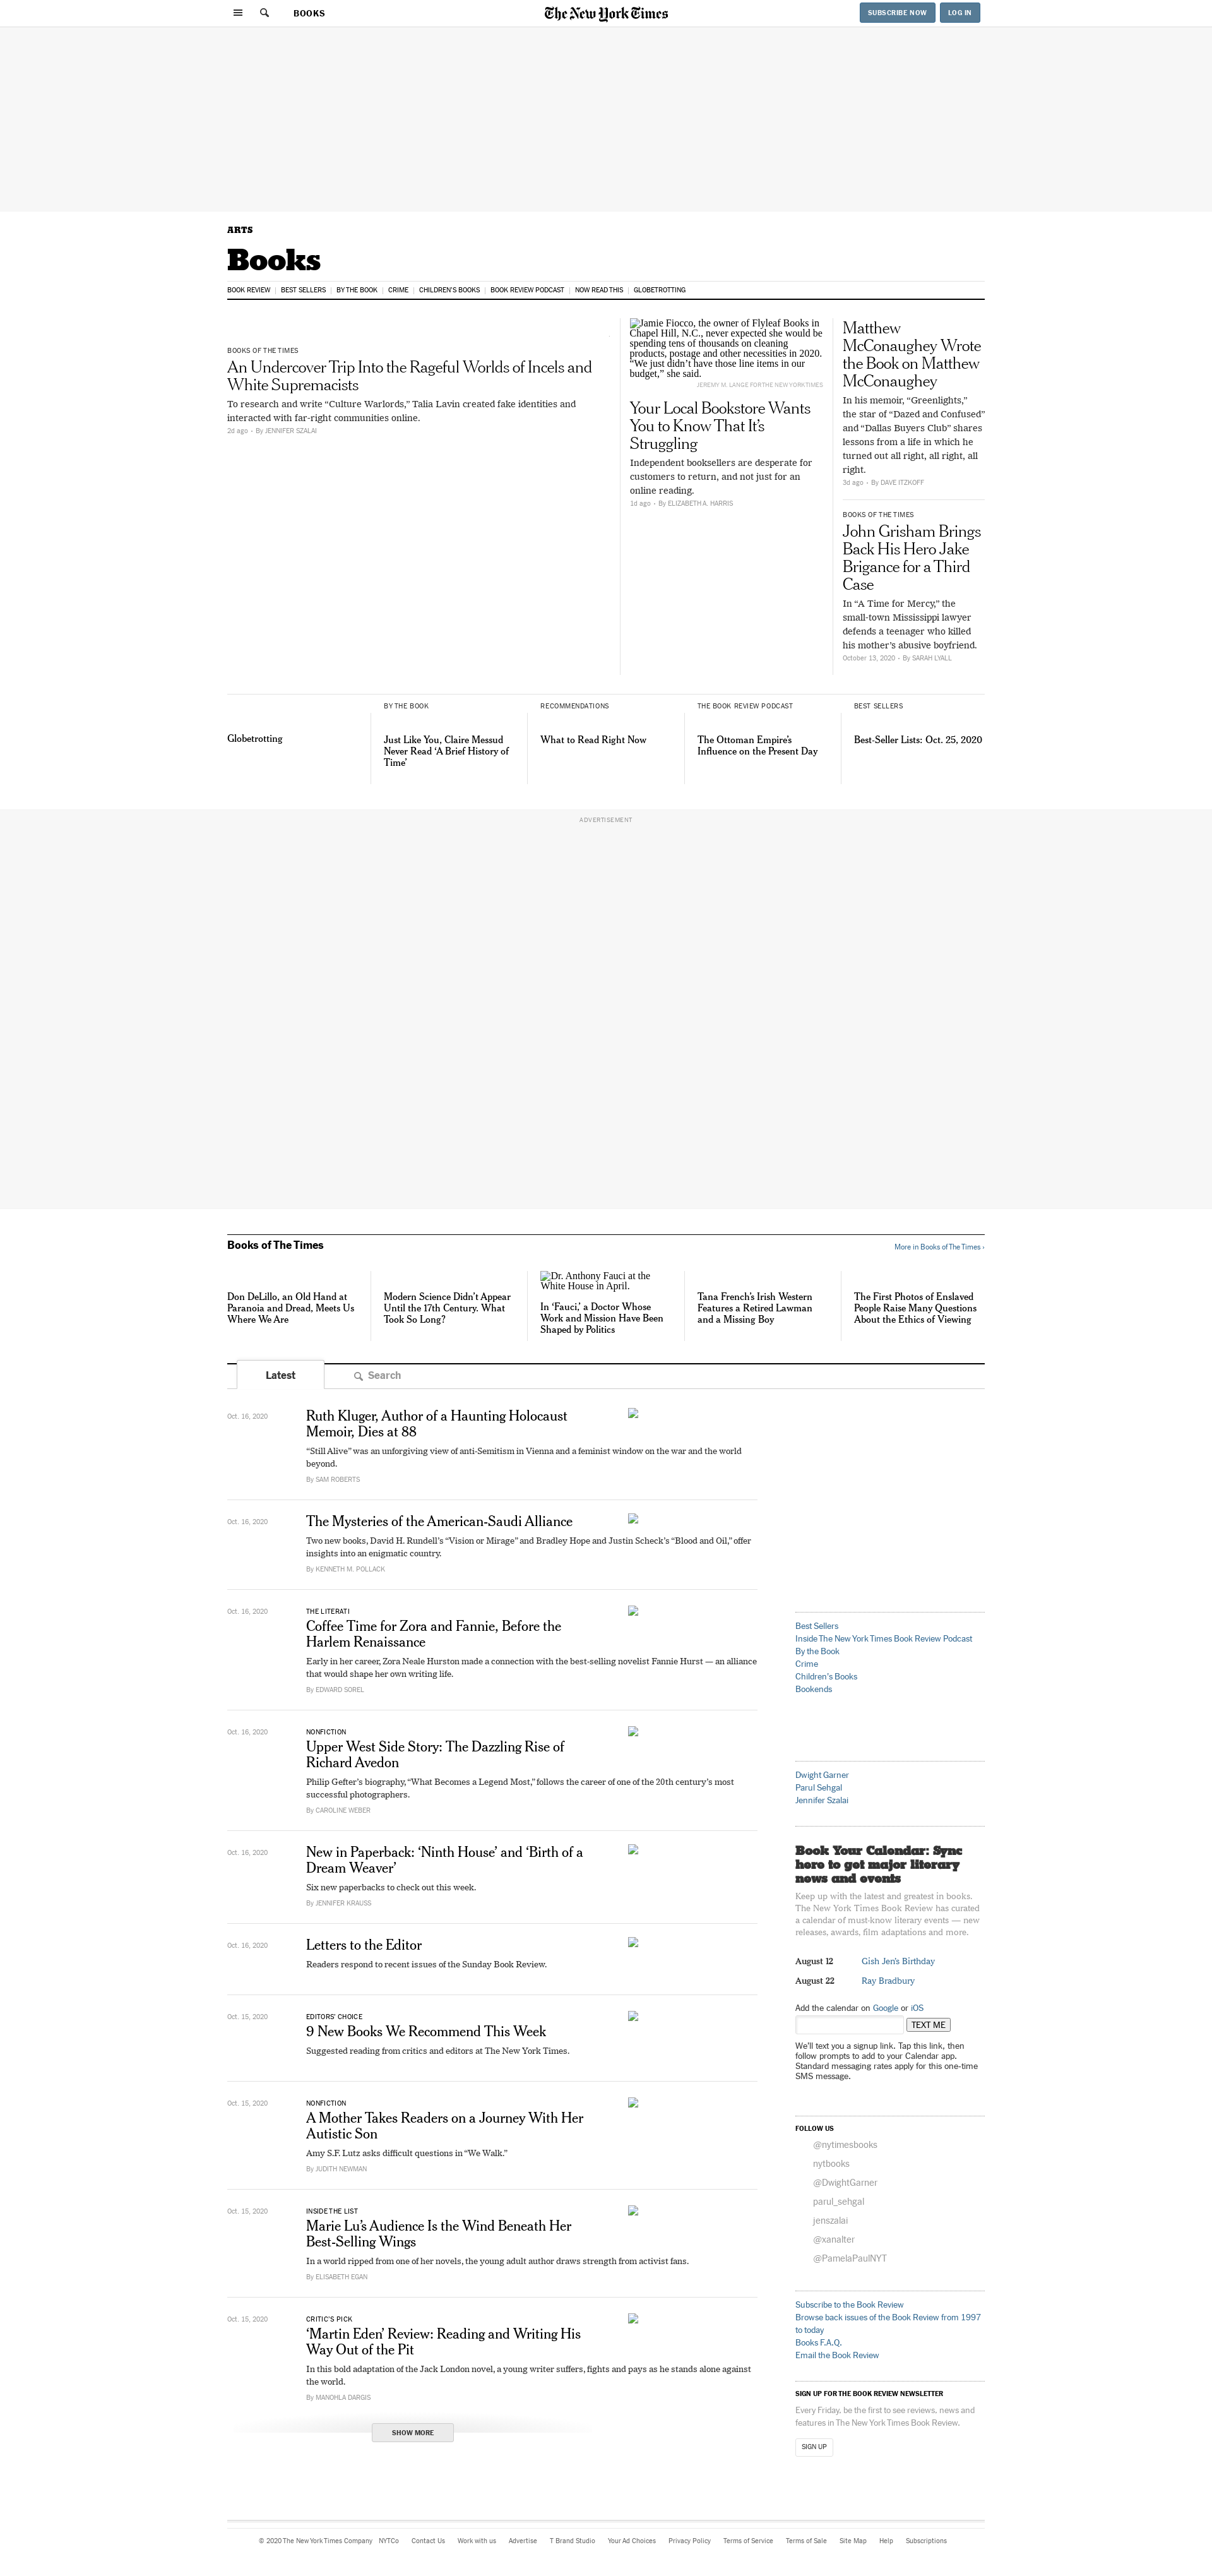 BOOKS
The New York Times
SUBSCRIBE NOW
LOG IN
ARTS
Books
BOOK REVIEW
BEST SELLERS
BY THE BOOK
CRIME
CHILDREN'S BOOKS
BOOK REVIEW PODCAST
NOW READ THIS
GLOBETROTTING
BOOKS OF THE TIMES
An Undercover Trip Into the Rageful Worlds of Incels and
White Supremacists
To research and write “Culture Warlords,” Talia Lavin created fake identities and
interacted with far-right communities online.
2d ago - By JENNIFER SZALAI
Jamie Fiocco, the owner of Flyleaf Books in
Chapel Hill, N.C., never expected she would be
spending tens of thousands on cleaning
products, postage and other necessities in 2020.
“We just didn’t have those line items in our
budget,” she said.
JEREMY M. LANGE FOR THE NEW YORK TIMES.
Your Local Bookstore Wants
You to Know That It’s
Struggling
Independent booksellers are desperate for
customers to return, and not just for an
online reading.
1d ago - By ELIZABETH A. HARRIS
Matthew
McConaughey Wrote
the Book on Matthew
McConaughey
In his memoir, “Greenlights,”
the star of “Dazed and Confused”
and “Dallas Buyers Club” shares
lessons from a life in which he
turned out all right, all right, all
right.
3d ago - By DAVE ITZKOFF
BOOKS OF THE TIMES
John Grisham Brings
Back His Hero Jake
Brigance for a Third
Case
In “A Time for Mercy,” the
small-town Mississippi lawyer
defends a teenager who killed
his mother’s abusive boyfriend.
October 13, 2020 - By SARAH LYALL
Globetrotting
BY THE BOOK
Just Like You, Claire Messud
Never Read ‘A Brief History of
Time’
RECOMMENDATIONS
What to Read Right Now
THE BOOK REVIEW PODCAST
The Ottoman Empire’s
Influence on the Present Day
BEST SELLERS
Best-Seller Lists: Oct. 25, 2020
ADVERTISEMENT
Books of The Times
More in Books of The Times ›
Don DeLillo, an Old Hand at
Paranoia and Dread, Meets Us
Where We Are
Modern Science Didn’t Appear
Until the 17th Century. What
Took So Long?
Dr. Anthony Fauci at the
White House in April.
In ‘Fauci,’ a Doctor Whose
Work and Mission Have Been
Shaped by Politics
Tana French’s Irish Western
Features a Retired Lawman
and a Missing Boy
The First Photos of Enslaved
People Raise Many Questions
About the Ethics of Viewing
Latest
Search
Oct. 16, 2020
Ruth Kluger, Author of a Haunting Holocaust
Memoir, Dies at 88
“Still Alive” was an unforgiving view of anti-Semitism in Vienna and a feminist window on the war and the world
beyond.
By SAM ROBERTS
Oct. 16, 2020
The Mysteries of the American-Saudi Alliance
Two new books, David H. Rundell’s “Vision or Mirage” and Bradley Hope and Justin Scheck’s “Blood and Oil,” offer
insights into an enigmatic country.
By KENNETH M. POLLACK
Oct. 16, 2020
THE LITERATI
Coffee Time for Zora and Fannie, Before the
Harlem Renaissance
Early in her career, Zora Neale Hurston made a connection with the best-selling novelist Fannie Hurst — an alliance
that would shape her own writing life.
By EDWARD SOREL
Oct. 16, 2020
NONFICTION
Upper West Side Story: The Dazzling Rise of
Richard Avedon
Philip Gefter’s biography, “What Becomes a Legend Most,” follows the career of one of the 20th century’s most
successful photographers.
By CAROLINE WEBER
Oct. 16, 2020
New in Paperback: ‘Ninth House’ and ‘Birth of a
Dream Weaver’
Six new paperbacks to check out this week.
By JENNIFER KRAUSS
Oct. 16, 2020
Letters to the Editor
Readers respond to recent issues of the Sunday Book Review.
Oct. 15, 2020
EDITORS’ CHOICE
9 New Books We Recommend This Week
Suggested reading from critics and editors at The New York Times.
Oct. 15, 2020
NONFICTION
A Mother Takes Readers on a Journey With Her
Autistic Son
Amy S.F. Lutz asks difficult questions in “We Walk.”
By JUDITH NEWMAN
Oct. 15, 2020
INSIDE THE LIST
Marie Lu’s Audience Is the Wind Beneath Her
Best-Selling Wings
In a world ripped from one of her novels, the young adult author draws strength from activist fans.
By ELISABETH EGAN
Oct. 15, 2020
CRITIC’S PICK
‘Martin Eden’ Review: Reading and Writing His
Way Out of the Pit
In this bold adaptation of the Jack London novel, a young writer suffers, fights and pays as he stands alone against
the world.
By MANOHLA DARGIS
SHOW MORE
Best Sellers
Inside The New York Times Book Review Podcast
By the Book
Crime
Children's Books
Bookends
Dwight Garner
Parul Sehgal
Jennifer Szalai
Book Your Calendar: Sync
here to get major literary
news and events
Keep up with the latest and greatest in books.
The New York Times Book Review has curated
a calendar of must-know literary events — new
releases, awards, film adaptations and more.
August 12 Gish Jen's Birthday
August 22 Ray Bradbury
Add the calendar on Google or iOS
TEXT ME
We’ll text you a signup link. Tap this link, then
follow prompts to add to your Calendar app.
Standard messaging rates apply for this one-time
SMS message.
FOLLOW US
@nytimesbooks
nytbooks
@DwightGarner
parul_sehgal
jenszalai
@xanalter
@PamelaPaulNYT
Subscribe to the Book Review
Browse back issues of the Book Review from 1997
to today
Books F.A.Q.
Email the Book Review
SIGN UP FOR THE BOOK REVIEW NEWSLETTER
Every Friday, be the first to see reviews, news and
features in The New York Times Book Review.
SIGN UP
© 2020 The New York Times Company NYTCo Contact Us Work with us Advertise T Brand Studio Your Ad Choices Privacy Policy Terms of Service Terms of Sale Site Map Help Subscriptions